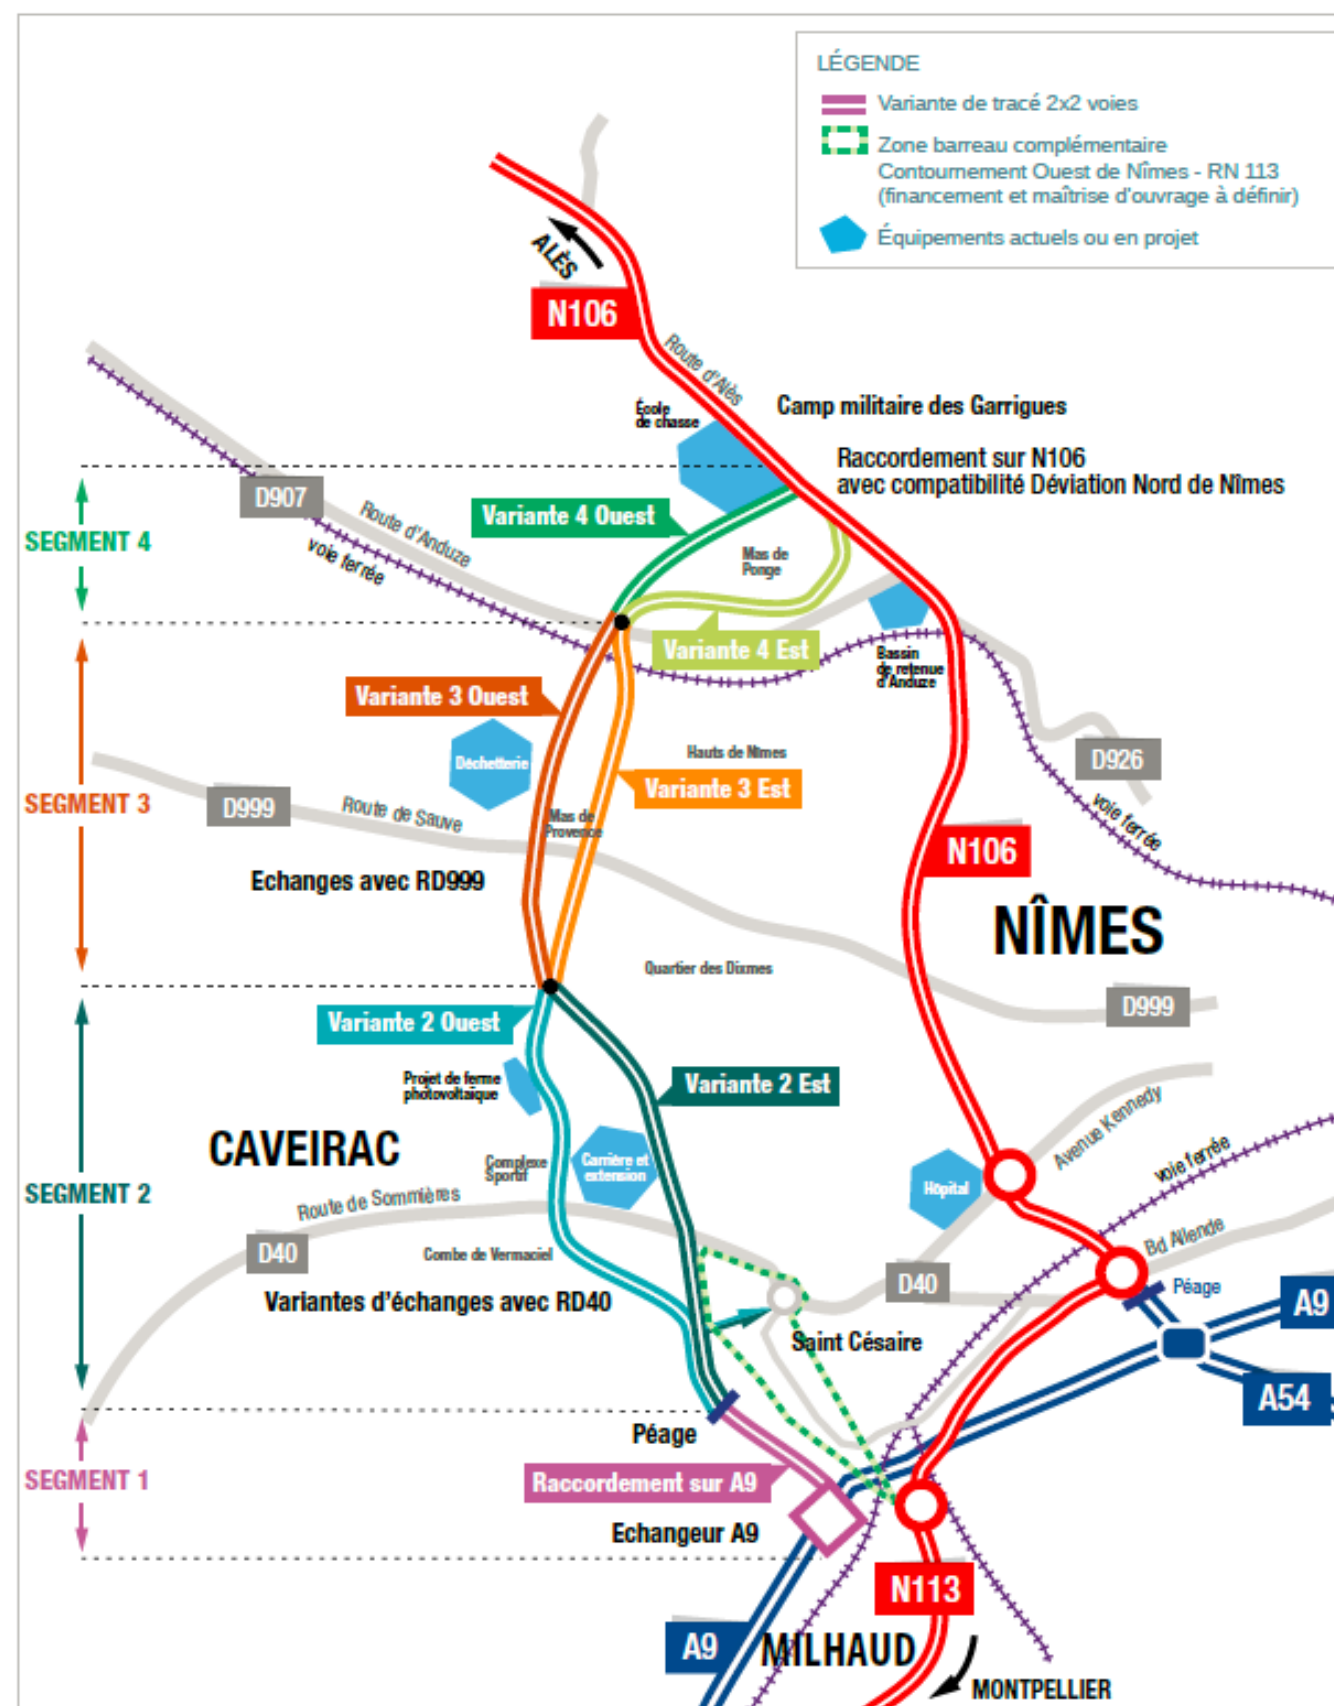 LÉGENDE
Variante de tracé 2x2 voies
Zone barreau complémentaire
Contournement Ouest de Nîmes - RN 113
(financement et maîtrise d'ouvrage à définir)
Équipements actuels ou en projet
ALÈS
N106
Route d'Alès
École
de chasse
Camp militaire des Garrigues
Raccordement sur N106
avec compatibilité Déviation Nord de Nîmes
D907
Route d'Anduze
voie ferrée
Variante 4 Ouest
SEGMENT 4
Mas de
Ponge
Variante 4 Est
Bassin
de retenue
d'Anduze
Variante 3 Ouest
Déchetterie
Hauts de Nîmes
Variante 3 Est
D926
voie ferrée
SEGMENT 3
D999
Route de Sauve
Mas de
Provence
N106
Echanges avec RD999
NÎMES
Quartier des Dixmes
D999
Variante 2 Ouest
Projet de ferme
photovoltaïque
Variante 2 Est
CAVEIRAC
Complexe
Sportif
Carrière et
extension
Hôpital
Avenue Kennedy
voie ferrée
SEGMENT 2
Route de Sommières
D40
Combe de Vermaciel
Variantes d'échanges avec RD40
D40
Bd Allende
Péage
A9
Saint Césaire
A54
Péage
SEGMENT 1
Raccordement sur A9
Echangeur A9
N113
A9
MILHAUD
MONTPELLIER